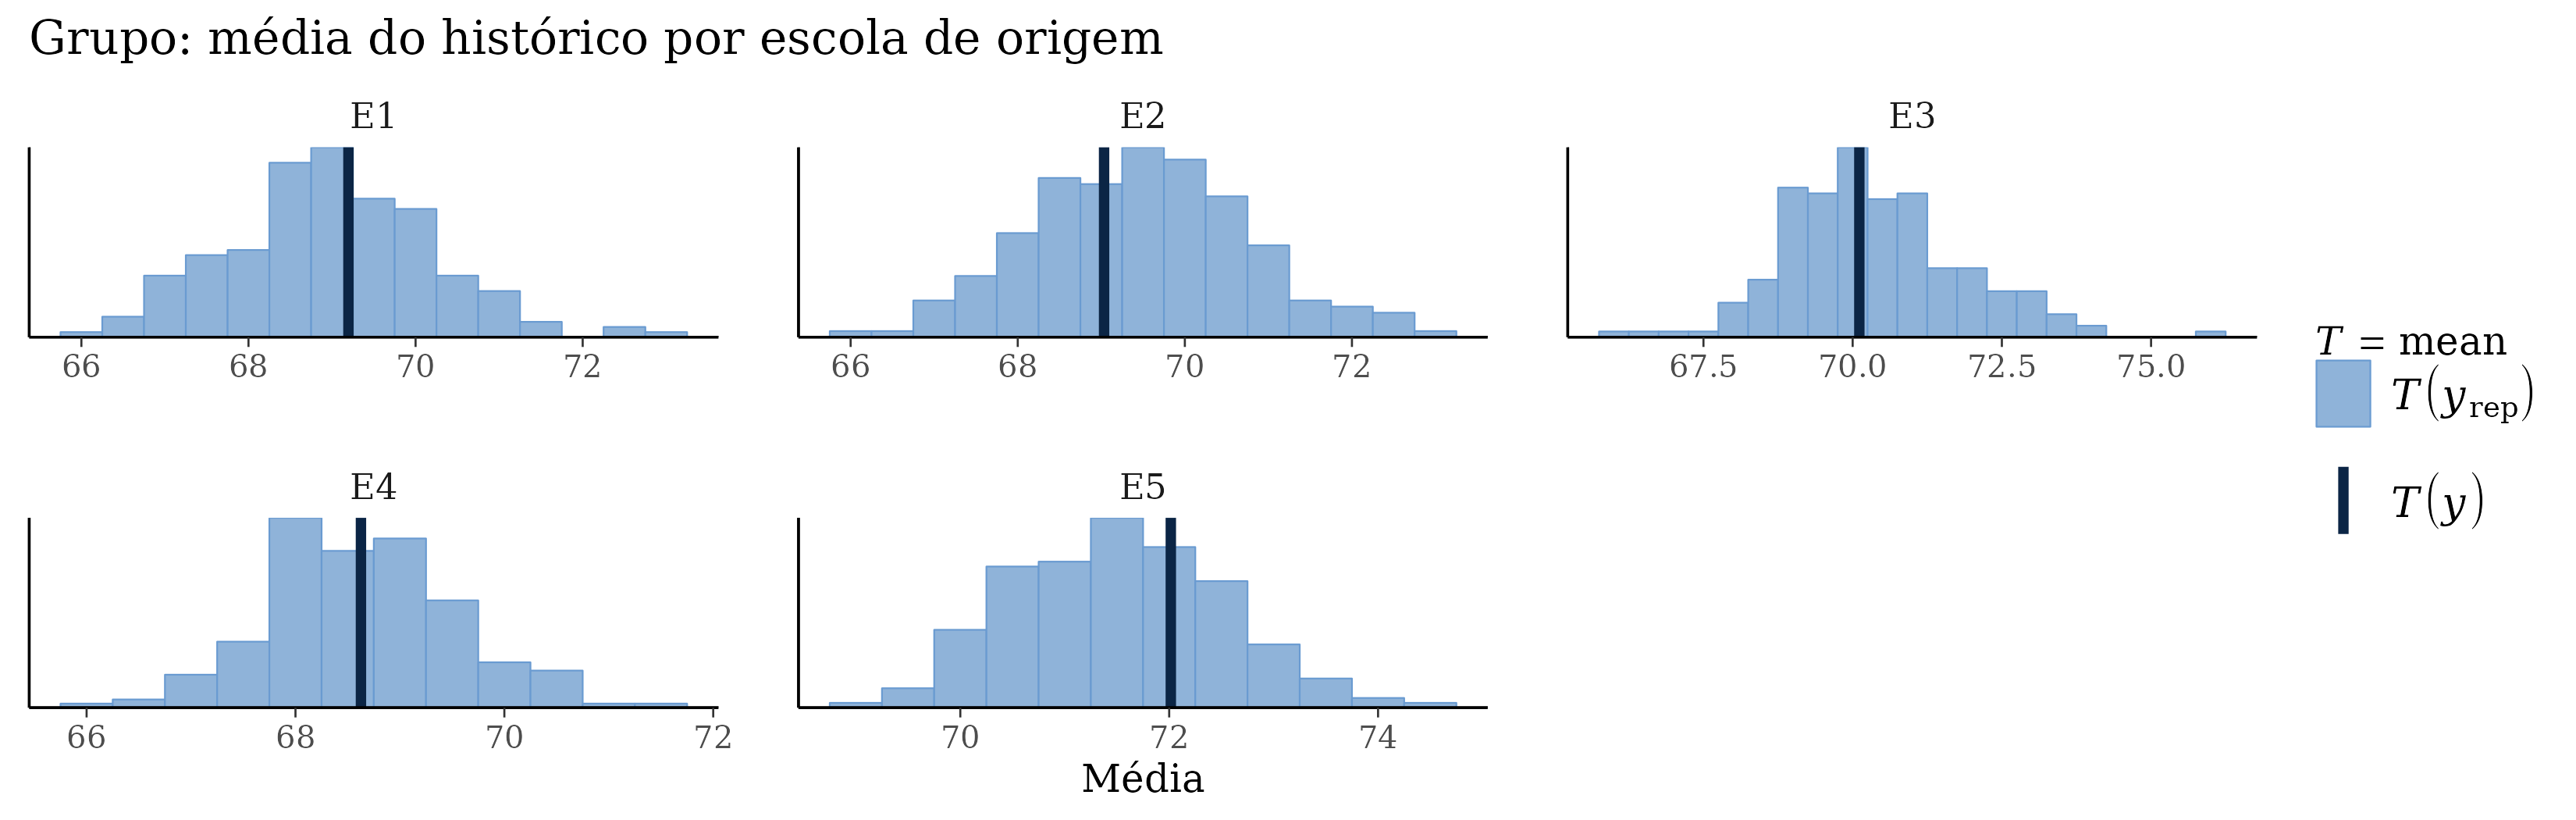 Grupo: média do histórico por escola de origem
E1
E2
E3
66 68 70 72
66 68 70 72
67.5 70.0 72.5 75.0
T = mean
T(yrep)
T(y)
E4
E5
66 68 70 72
70 72 74
Média